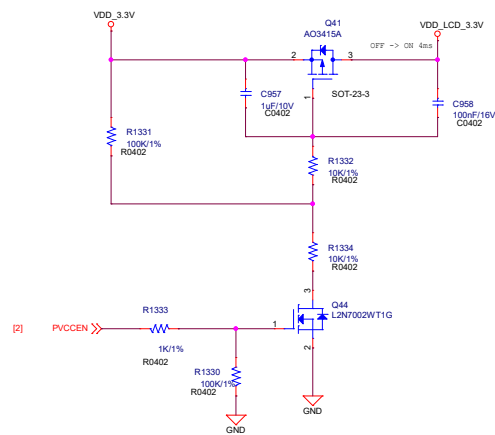 VDD_3.3V
Q41
AO3415A
VDD_LCD_3.3V
OFF -> ON 4ms
2
3
1
SOT-23-3
C957
1uF/10V
C0402
C958
100nF/16V
C0402
R1331
100K/1%
R0402
R1332
10K/1%
R0402
R1334
10K/1%
R0402
3
Q44
L2N7002WT1G
1
2
[2]
PVCCEN
R1333
1K/1%
R0402
R1330
100K/1%
R0402
GND
GND